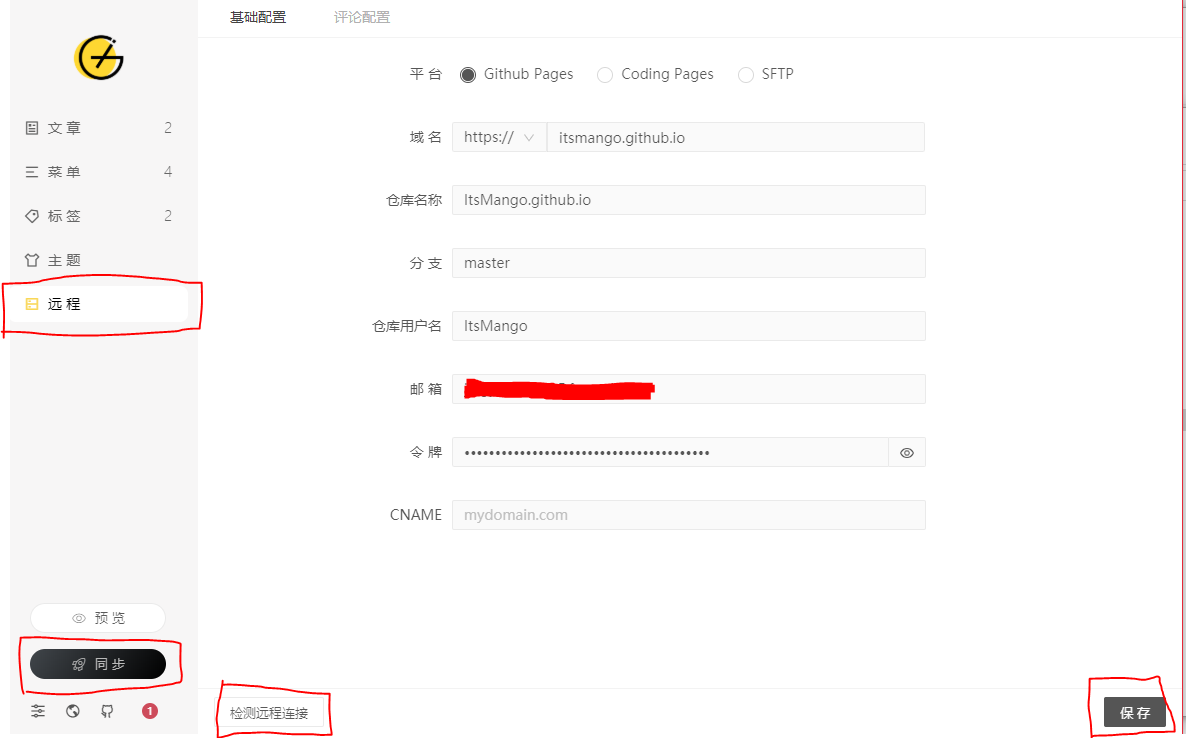 基础配置 评论配置
平台 Github Pages Coding Pages SFTP
文章 2
域名 https:// itsmango.github.io
菜单 4
仓库名称 ItsMango.github.io
标签 2
主题
分支 master
远程
仓库用户名 ItsMango
邮箱
令牌 ••••••••••••••••••••••••••••••••••••••••
CNAME mydomain.com
预览
同步
1
检测远程连接 保存